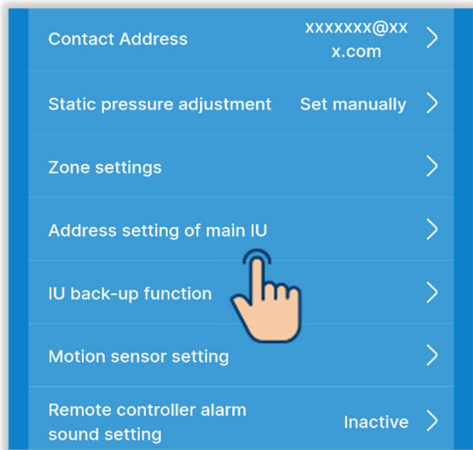 Contact Address
xxxxxxx@xx
x.com
Static pressure adjustment
Set manually
Zone settings
Address setting of main IU
IU back-up function
Motion sensor setting
Remote controller alarm
sound setting
Inactive